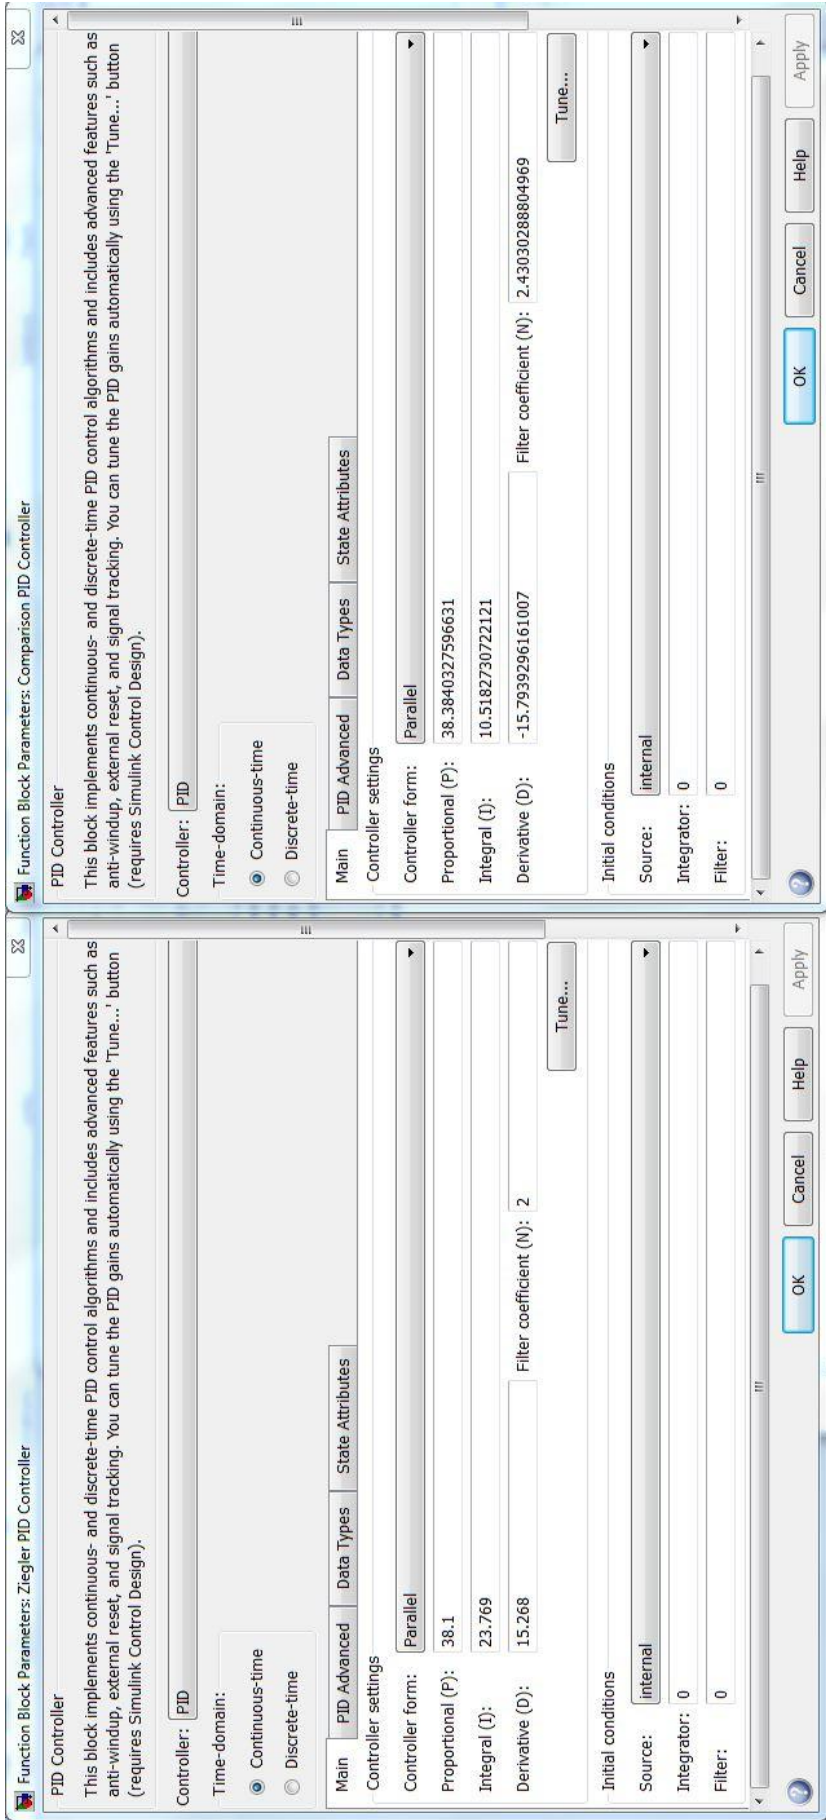 Function Block Parameters: Ziegler PID Controller
PID Controller
This block implements continuous- and discrete-time PID control algorithms and includes advanced features such as
anti-windup, external reset, and signal tracking. You can tune the PID gains automatically using the 'Tune...' button
(requires Simulink Control Design).
Controller: PID
Time-domain:
Continuous-time
Discrete-time
Main PID Advanced Data Types State Attributes
Controller settings
Controller form: Parallel
Proportional (P): 38.1
Integral (I): 23.769
Derivative (D): 15.268 Filter coefficient (N): 2
Tune...
Initial conditions
Source: internal
Integrator: 0
Filter: 0
OK Cancel Help Apply
Function Block Parameters: Comparison PID Controller
PID Controller
This block implements continuous- and discrete-time PID control algorithms and includes advanced features such as
anti-windup, external reset, and signal tracking. You can tune the PID gains automatically using the 'Tune...' button
(requires Simulink Control Design).
Controller: PID
Time-domain:
Continuous-time
Discrete-time
Main PID Advanced Data Types State Attributes
Controller settings
Controller form: Parallel
Proportional (P): 38.3840327596631
Integral (I): 10.5182730722121
Derivative (D): -15.7939296161007 Filter coefficient (N): 2.43030288804969
Tune...
Initial conditions
Source: internal
Integrator: 0
Filter: 0
OK Cancel Help Apply